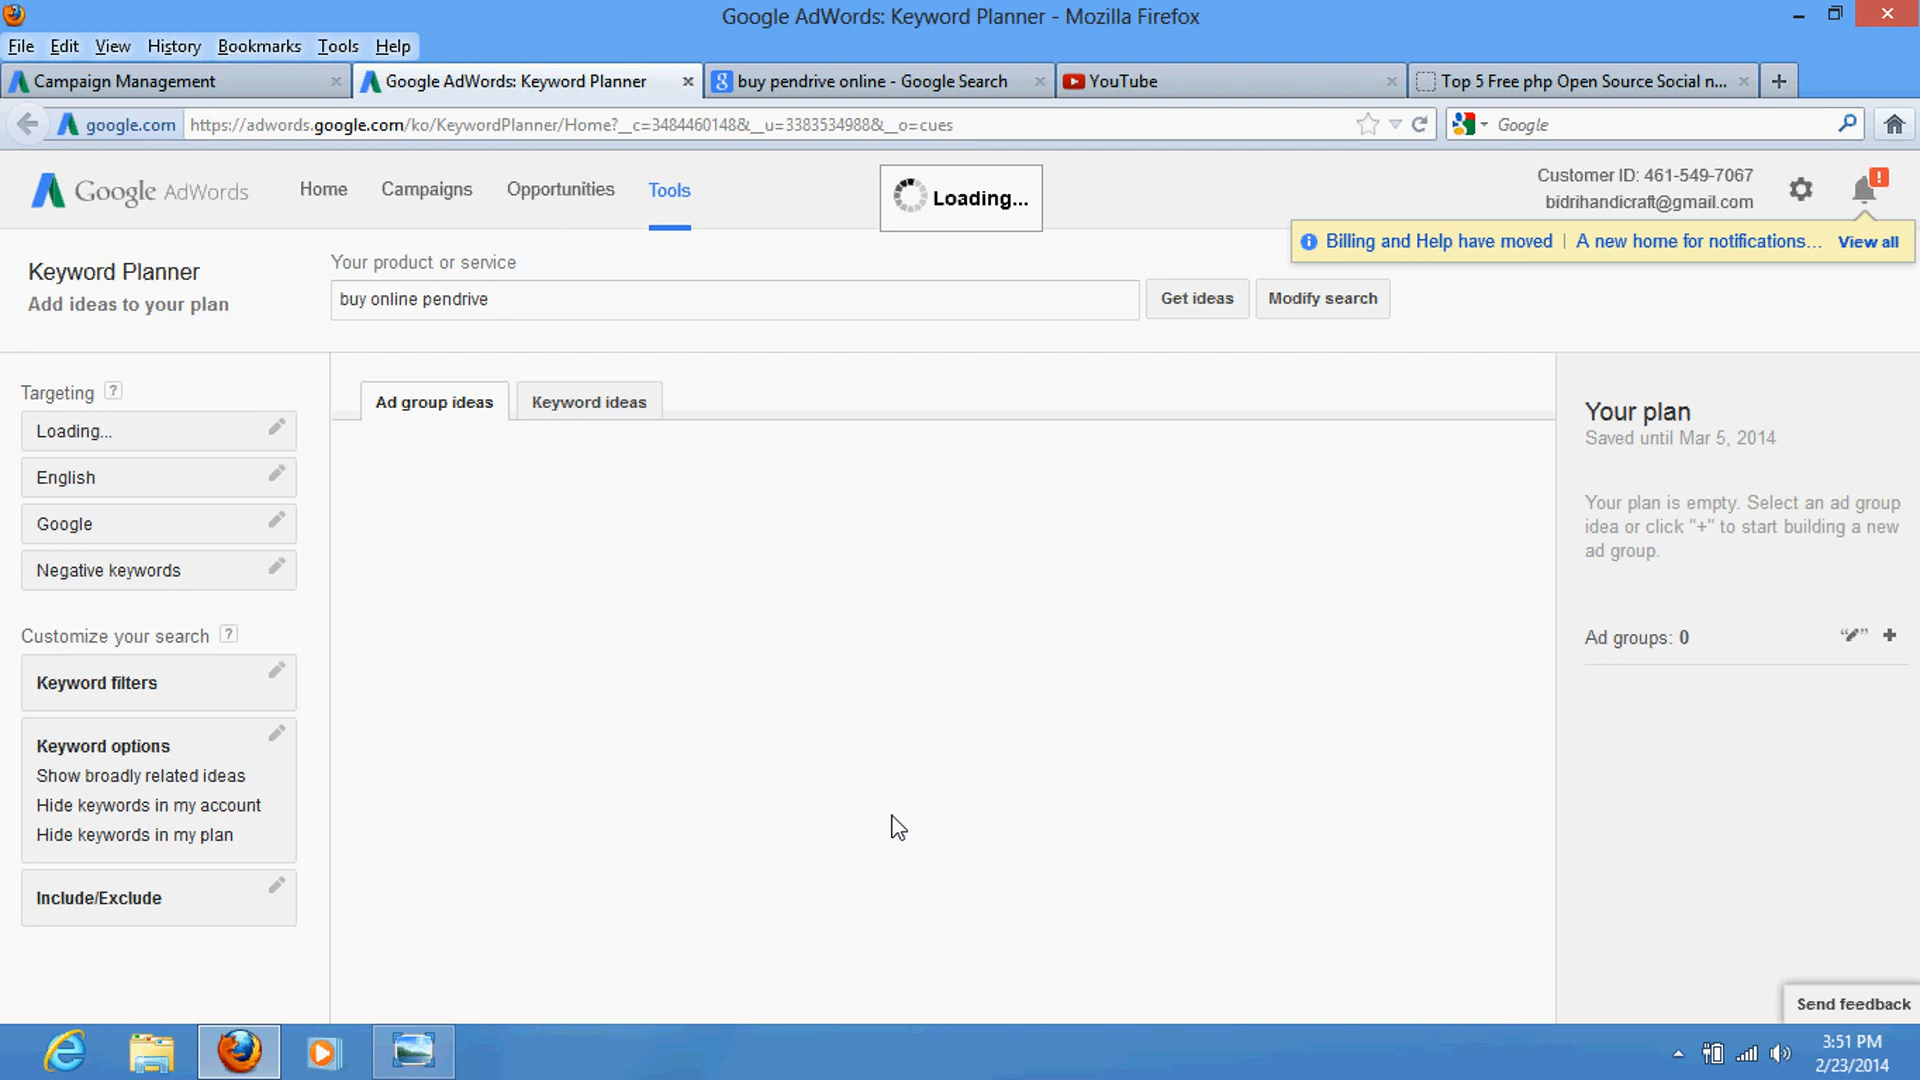 Google AdWords: Keyword Planner - Mozilla Firefox
File Edit View History Bookmarks Tools Help
Campaign Management
Google AdWords: Keyword Planner
buy pendrive online - Google Search
YouTube
Top 5 Free php Open Source Social n...
google.com
https://adwords.google.com/ko/KeywordPlanner/Home?__c=3484460148&__u=3383534988&__o=cues
Google
Google AdWords
Home
Campaigns
Opportunities
Tools
Loading...
Customer ID: 461-549-7067
bidrihandicraft@gmail.com
Billing and Help have moved | A new home for notifications... View all
Keyword Planner
Add ideas to your plan
Your product or service
buy online pendrive
Get ideas
Modify search
Targeting ?
Loading...
English
Google
Negative keywords
Customize your search ?
Keyword filters
Keyword options
Show broadly related ideas
Hide keywords in my account
Hide keywords in my plan
Include/Exclude
Ad group ideas
Keyword ideas
Your plan
Saved until Mar 5, 2014
Your plan is empty. Select an ad group
idea or click "+" to start building a new
ad group.
Ad groups: 0
Send feedback
3:51 PM
2/23/2014